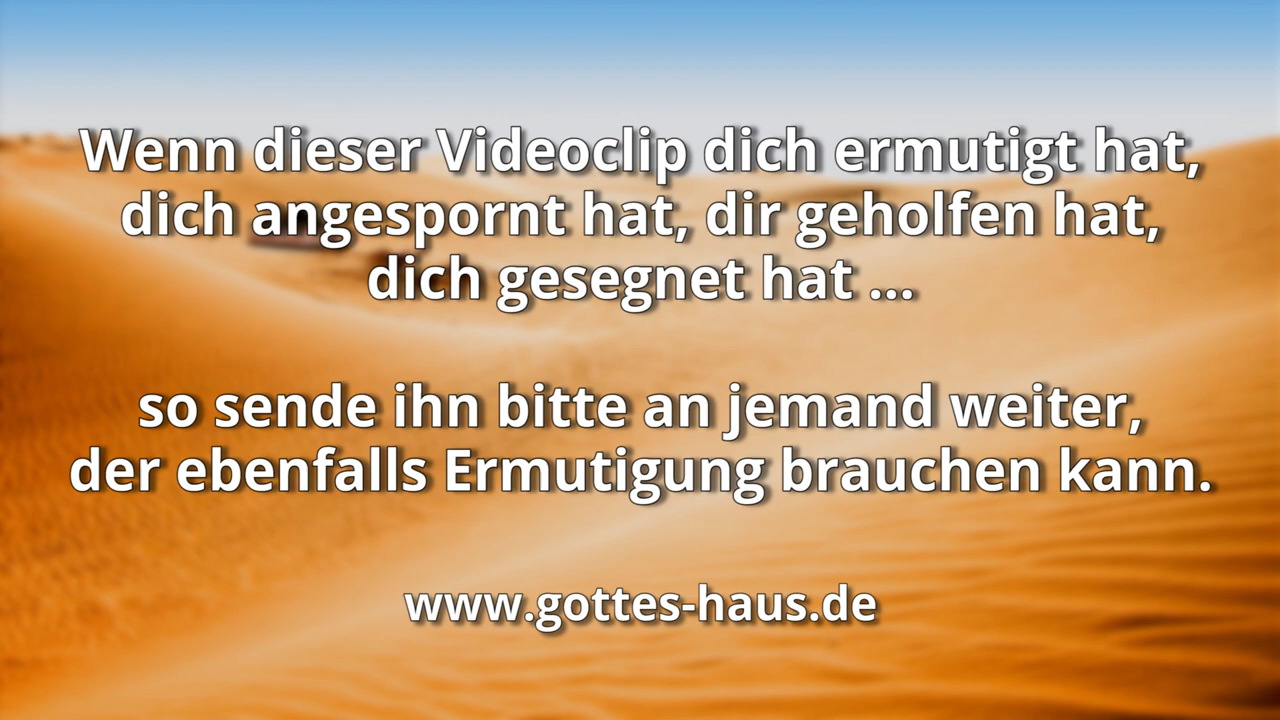 Wenn dieser Videoclip dich ermutigt hat,
dich angespornt hat, dir geholfen hat,
dich gesegnet hat ...
so sende ihn bitte an jemand weiter,
der ebenfalls Ermutigung brauchen kann.
www.gottes-haus.de